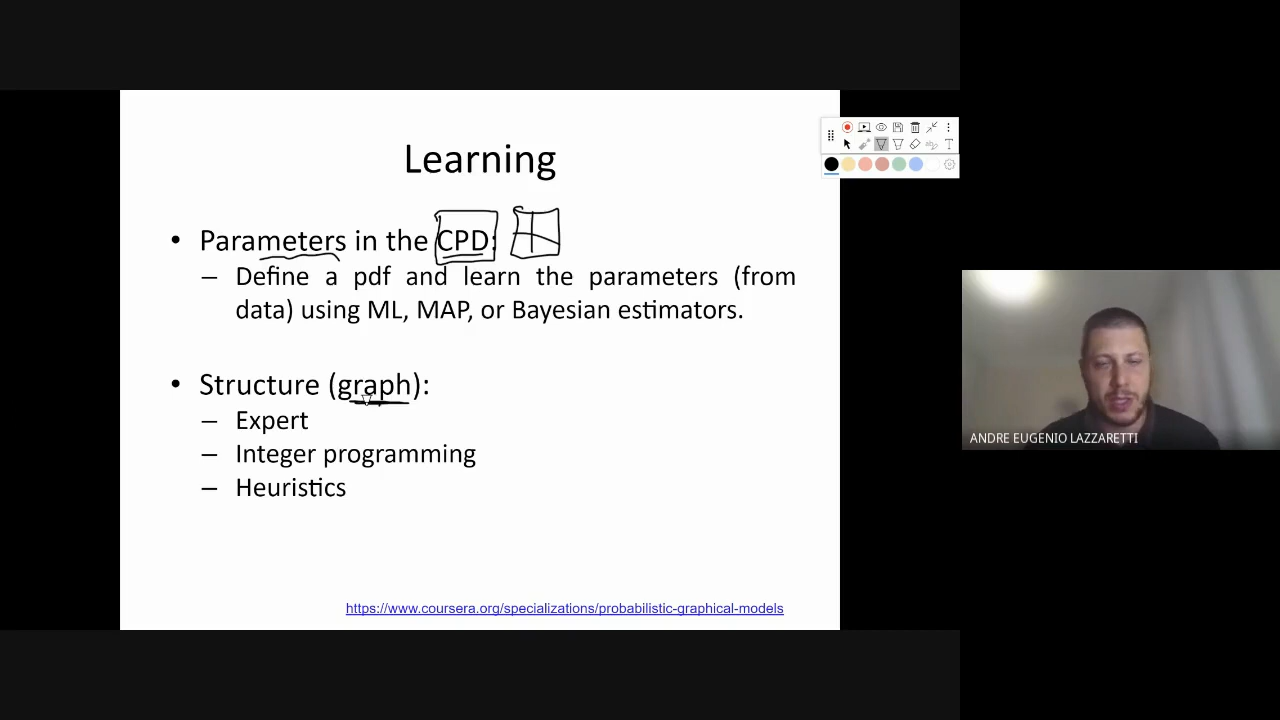 Learning
• Parameters in the CPD:
– Define a pdf and learn the parameters (from
data) using ML, MAP, or Bayesian estimators.
• Structure (graph):
– Expert
– Integer programming
– Heuristics
https://www.coursera.org/specializations/probabilistic-graphical-models
ANDRE EUGENIO LAZZARETTI